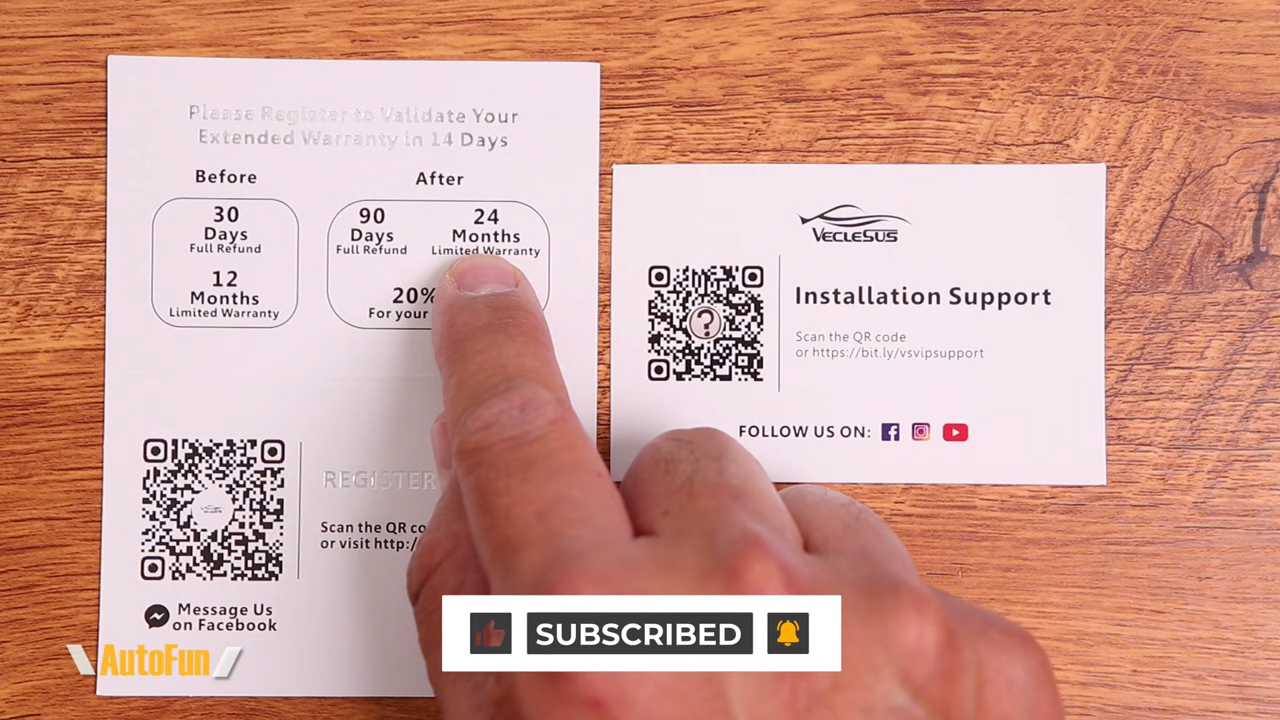 Please Register to Validate Your
Extended Warranty in 14 Days
Before
After
30
Days
Full Refund
12
Months
Limited Warranty
90
Days
Full Refund
24
Months
Limited Warranty
20%
For your
REGISTER
Scan the QR
or visit http:/
Message Us
on Facebook
VECLESUS
Installation Support
Scan the QR code
or https://bit.ly/vsvipsupport
FOLLOW US ON:
SUBSCRIBED
AutoFun